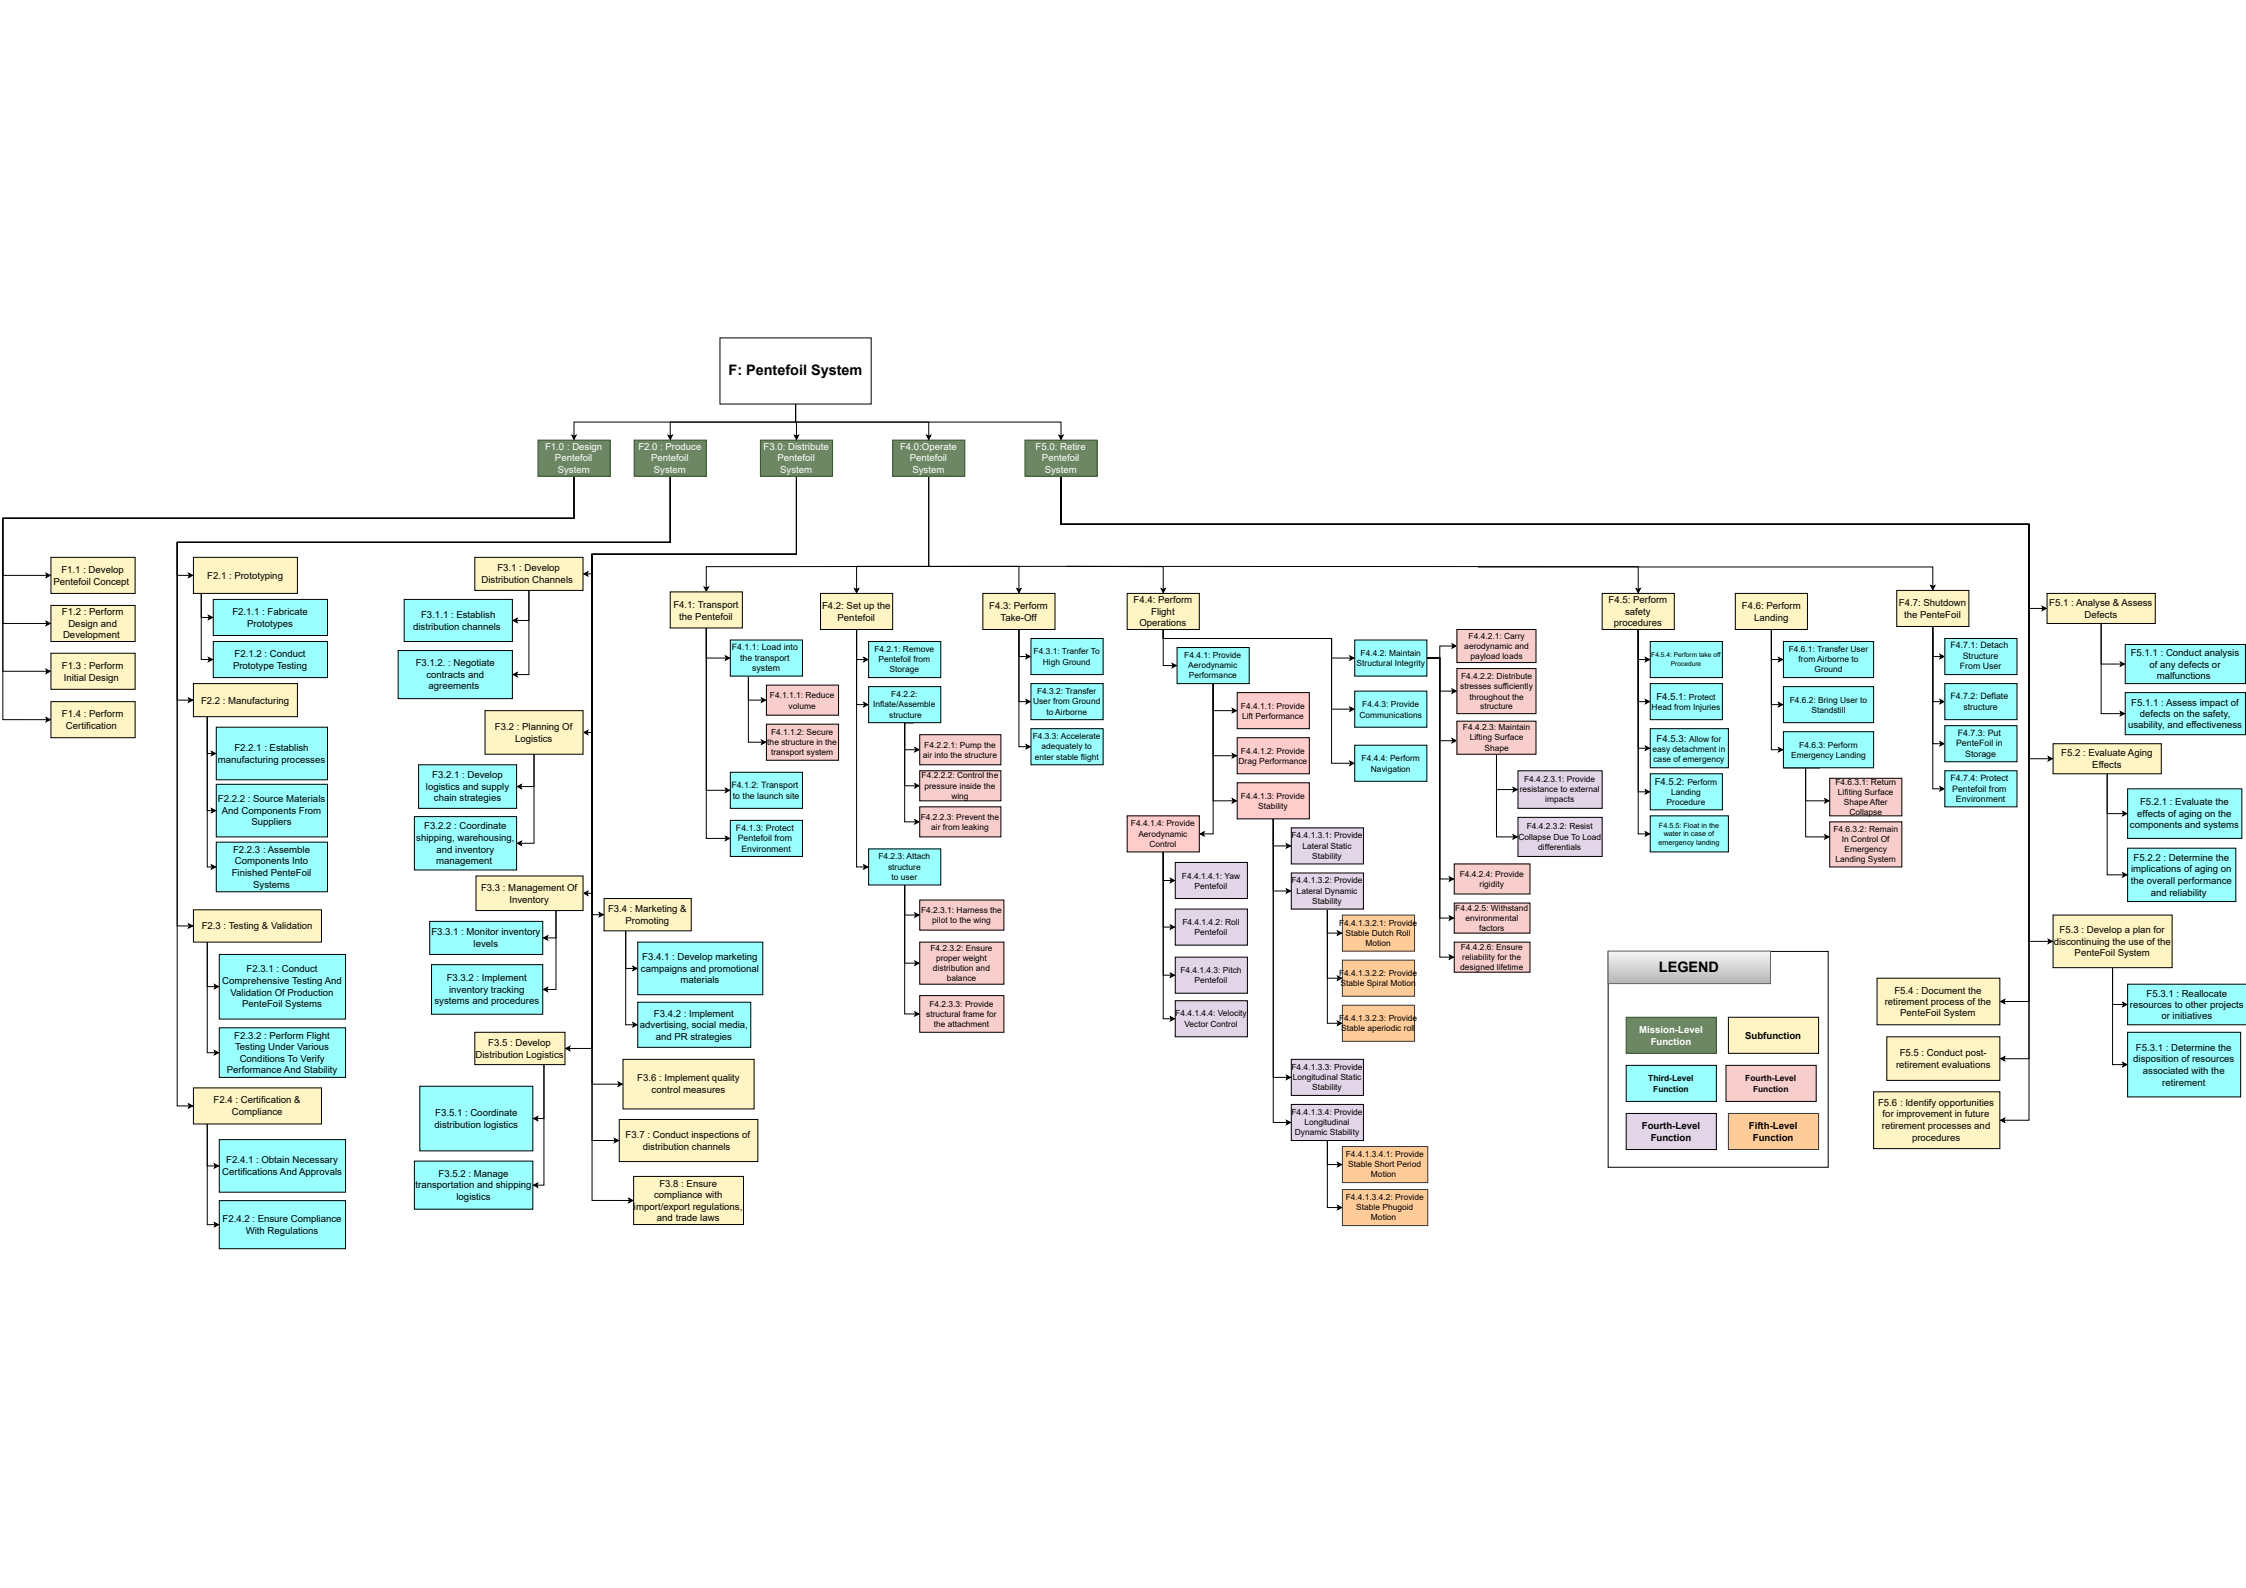 F: Pentefoil System
F1.0 : Design
Pentefoil
System
F2.0 : Produce
Pentefoil
System
F3.0: Distribute
Pentefoil
System
F4.0:Operate
Pentefoil
System
F5.0: Retire
Pentefoil
System
F1.1 : Develop
Pentefoil Concept
F1.2 : Perform
Design and
Development
F1.3 : Perform
Initial Design
F1.4 : Perform
Certification
F2.1 : Prototyping
F2.1.1 : Fabricate
Prototypes
F2.1.2 : Conduct
Prototype Testing
F2.2 : Manufacturing
F2.2.1 : Establish
manufacturing processes
F2.2.2 : Source Materials
And Components From
Suppliers
F2.2.3 : Assemble
Components Into
Finished PenteFoil
Systems
F2.3 : Testing & Validation
F2.3.1 : Conduct
Comprehensive Testing And
Validation Of Production
PenteFoil Systems
F2.3.2 : Perform Flight
Testing Under Various
Conditions To Verify
Performance And Stability
F2.4 : Certification &
Compliance
F2.4.1 : Obtain Necessary
Certifications And Approvals
F2.4.2 : Ensure Compliance
With Regulations
F3.1 : Develop
Distribution Channels
F3.1.1 : Establish
distribution channels
F3.1.2. : Negotiate
contracts and
agreements
F3.2 : Planning Of
Logistics
F3.2.1 : Develop
logistics and supply
chain strategies
F3.2.2 : Coordinate
shipping, warehousing,
and inventory
management
F3.3 : Management Of
Inventory
F3.3.1 : Monitor inventory
levels
F3.3.2 : Implement
inventory tracking
systems and procedures
F3.4 : Marketing &
Promoting
F3.4.1 : Develop marketing
campaigns and promotional
materials
F3.4.2 : Implement
advertising, social media,
and PR strategies
F3.5 : Develop
Distribution Logistics
F3.5.1 : Coordinate
distribution logistics
F3.5.2 : Manage
transportation and shipping
logistics
F3.6 : Implement quality
control measures
F3.7 : Conduct inspections of
distribution channels
F3.8 : Ensure
compliance with
import/export regulations,
and trade laws
F4.1: Transport
the Pentefoil
F4.1.1: Load into
the transport
system
F4.1.1.1: Reduce
volume
F4.1.1.2: Secure
the structure in the
transport system
F4.1.2: Transport
to the launch site
F4.1.3: Protect
Pentefoil from
Environment
F4.2: Set up the
Pentefoil
F4.2.1: Remove
Pentefoil from
Storage
F4.2.2:
Inflate/Assemble
structure
F4.2.2.1: Pump the
air into the structure
F4.2.2.2: Control the
pressure inside the
wing
F4.2.2.3: Prevent the
air from leaking
F4.2.3: Attach
structure
to user
F4.2.3.1: Harness the
pilot to the wing
F4.2.3.2: Ensure
proper weight
distribution and
balance
F4.2.3.3: Provide
structural frame for
the attachment
F4.3: Perform
Take-Off
F4.3.1: Tranfer To
High Ground
F4.3.2: Transfer
User from Ground
to Airborne
F4.3.3: Accelerate
adequately to
enter stable flight
F4.4: Perform
Flight
Operations
F4.4.1: Provide
Aerodynamic
Performance
F4.4.1.1: Provide
Lift Performance
F4.4.1.2: Provide
Drag Performance
F4.4.1.3: Provide
Stability
F4.4.1.4: Provide
Aerodynamic
Control
F4.4.1.4.1: Yaw
Pentefoil
F4.4.1.4.2: Roll
Pentefoil
F4.4.1.4.3: Pitch
Pentefoil
F4.4.1.4.4: Velocity
Vector Control
F4.4.1.3.1: Provide
Lateral Static
Stability
F4.4.1.3.2: Provide
Lateral Dynamic
Stability
F4.4.1.3.2.1: Provide
Stable Dutch Roll
Motion
F4.4.1.3.2.2: Provide
Stable Spiral Motion
F4.4.1.3.2.3: Provide
Stable aperiodic roll
F4.4.1.3.3: Provide
Longitudinal Static
Stability
F4.4.1.3.4: Provide
Longitudinal
Dynamic Stability
F4.4.1.3.4.1: Provide
Stable Short Period
Motion
F4.4.1.3.4.2: Provide
Stable Phugoid
Motion
F4.4.2: Maintain
Structural Integrity
F4.4.3: Provide
Communications
F4.4.4: Perform
Navigation
F4.4.2.1: Carry
aerodynamic and
payload loads
F4.4.2.2: Distribute
stresses sufficiently
throughout the
structure
F4.4.2.3: Maintain
Lifting Surface
Shape
F4.4.2.3.1: Provide
resistance to external
impacts
F4.4.2.3.2: Resist
Collapse Due To Load
differentials
F4.4.2.4: Provide
rigidity
F4.4.2.5: Withstand
environmental
factors
F4.4.2.6: Ensure
reliability for the
designed lifetime
F4.5: Perform
safety
procedures
F4.5.4: Perform take off
Procedure
F4.5.1: Protect
Head from Injuries
F4.5.3: Allow for
easy detachment in
case of emergency
F4.5.2: Perform
Landing
Procedure
F4.5.5: Float in the
water in case of
emergency landing
F4.6: Perform
Landing
F4.6.1: Transfer User
from Airborne to
Ground
F4.6.2: Bring User to
Standstill
F4.6.3: Perform
Emergency Landing
F4.6.3.1: Return
Lifiting Surface
Shape After
Collapse
F4.6.3.2: Remain
In Control Of
Emergency
Landing System
F4.7: Shutdown
the PenteFoil
F4.7.1: Detach
Structure
From User
F4.7.2: Deflate
structure
F4.7.3: Put
PenteFoil in
Storage
F4.7.4: Protect
Pentefoil from
Environment
F5.1 : Analyse & Assess
Defects
F5.1.1 : Conduct analysis
of any defects or
malfunctions
F5.1.1 : Assess impact of
defects on the safety,
usability, and effectiveness
F5.2 : Evaluate Aging
Effects
F5.2.1 : Evaluate the
effects of aging on the
components and systems
F5.2.2 : Determine the
implications of aging on
the overall performance
and reliability
F5.3 : Develop a plan for
discontinuing the use of the
PenteFoil System
F5.3.1 : Reallocate
resources to other projects
or initiatives
F5.3.1 : Determine the
disposition of resources
associated with the
retirement
F5.4 : Document the
retirement process of the
PenteFoil System
F5.5 : Conduct post-
retirement evaluations
F5.6 : Identify opportunities
for improvement in future
retirement processes and
procedures
LEGEND
Mission-Level
Function
Subfunction
Third-Level
Function
Fourth-Level
Function
Fourth-Level
Function
Fifth-Level
Function